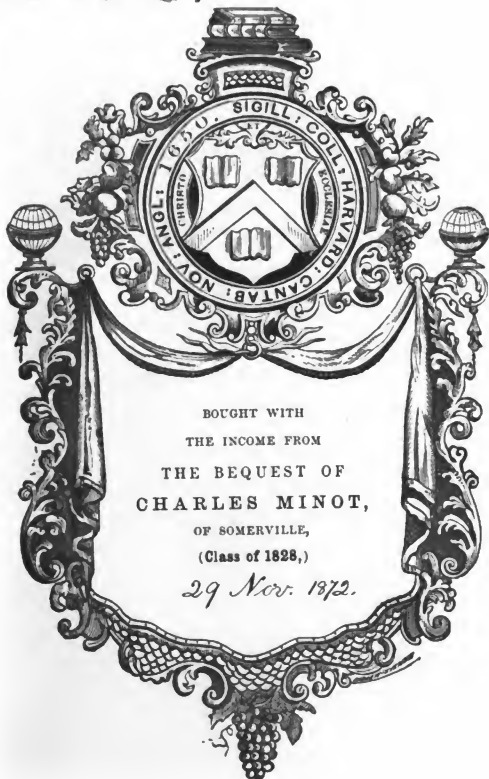 SIGILL: COLL: HARVARD: CANTAB: NOV: ANGL: 1650.
CHRISTO
ECCLESIAE
BOUGHT WITH
THE INCOME FROM
THE BEQUEST OF
CHARLES MINOT,
OF SOMERVILLE,
(Class of 1828,)
29 Nov. 1872.